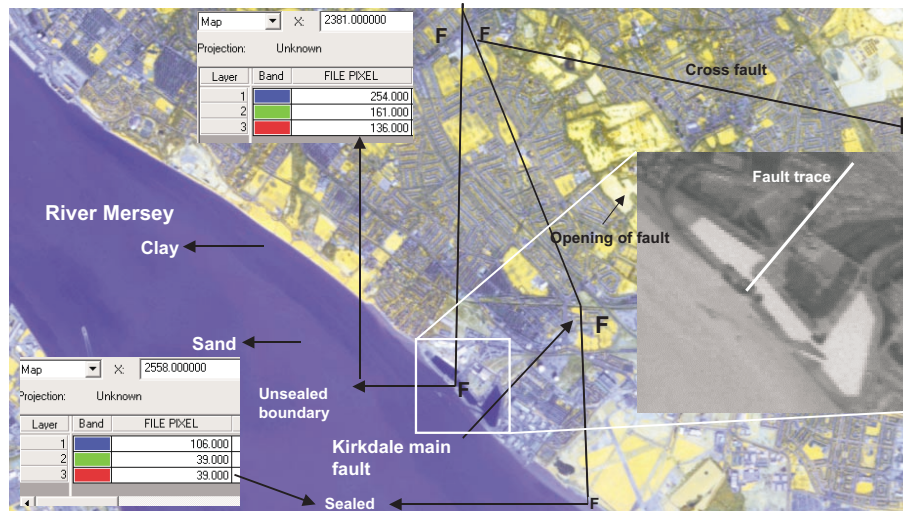 Map X: 2381.000000
Projection: Unknown
Layer Band FILE PIXEL
1 254.000
2 161.000
3 136.000
F
F
Cross fault
Fault trace
River Mersey
Clay
Opening of fault
Sand
F
Map X: 2558.000000
Projection: Unknown
Layer Band FILE PIXEL
1 106.000
2 39.000
3 39.000
Unsealed
boundary
F
Kirkdale main
fault
Sealed
F